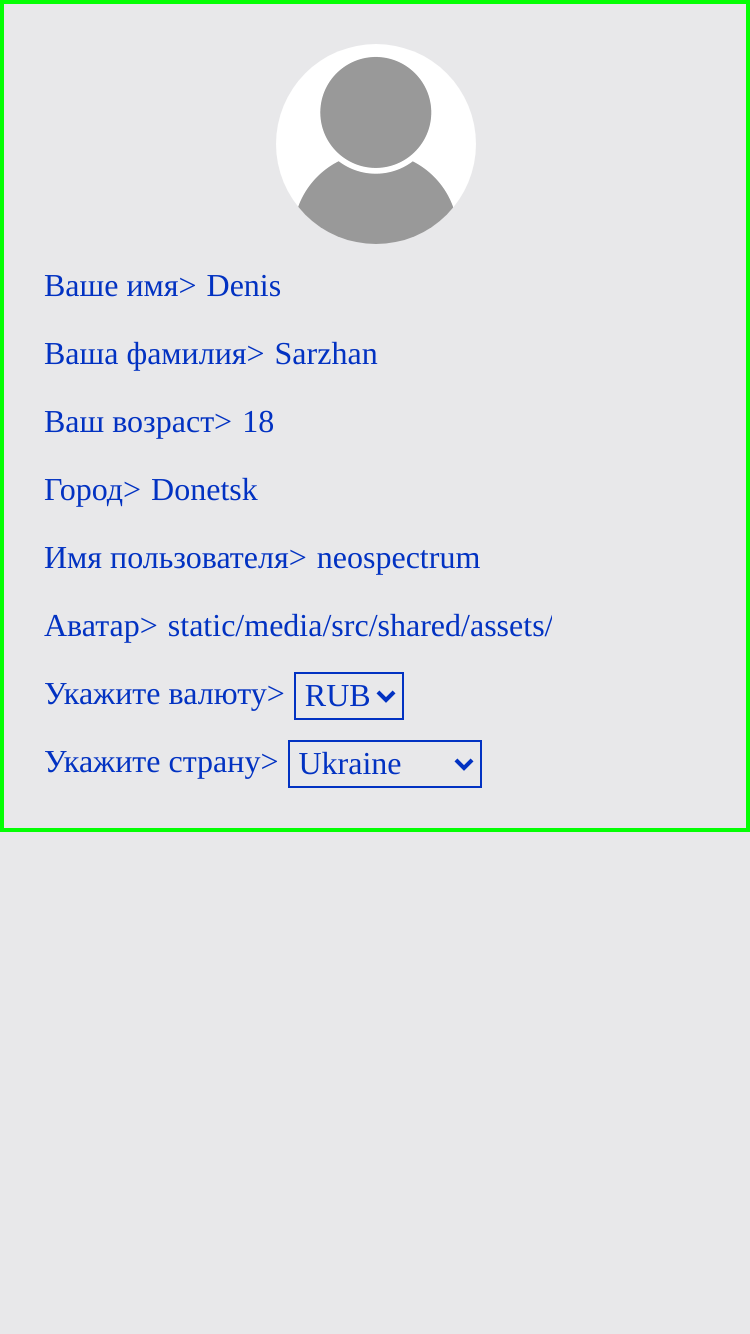 Ваше имя> Denis
Ваша фамилия> Sarzhan
Ваш возраст> 18
Город> Donetsk
Имя пользователя> neospectrum
Аватар> static/media/src/shared/assets/
Укажите валюту> RUB
Укажите страну> Ukraine